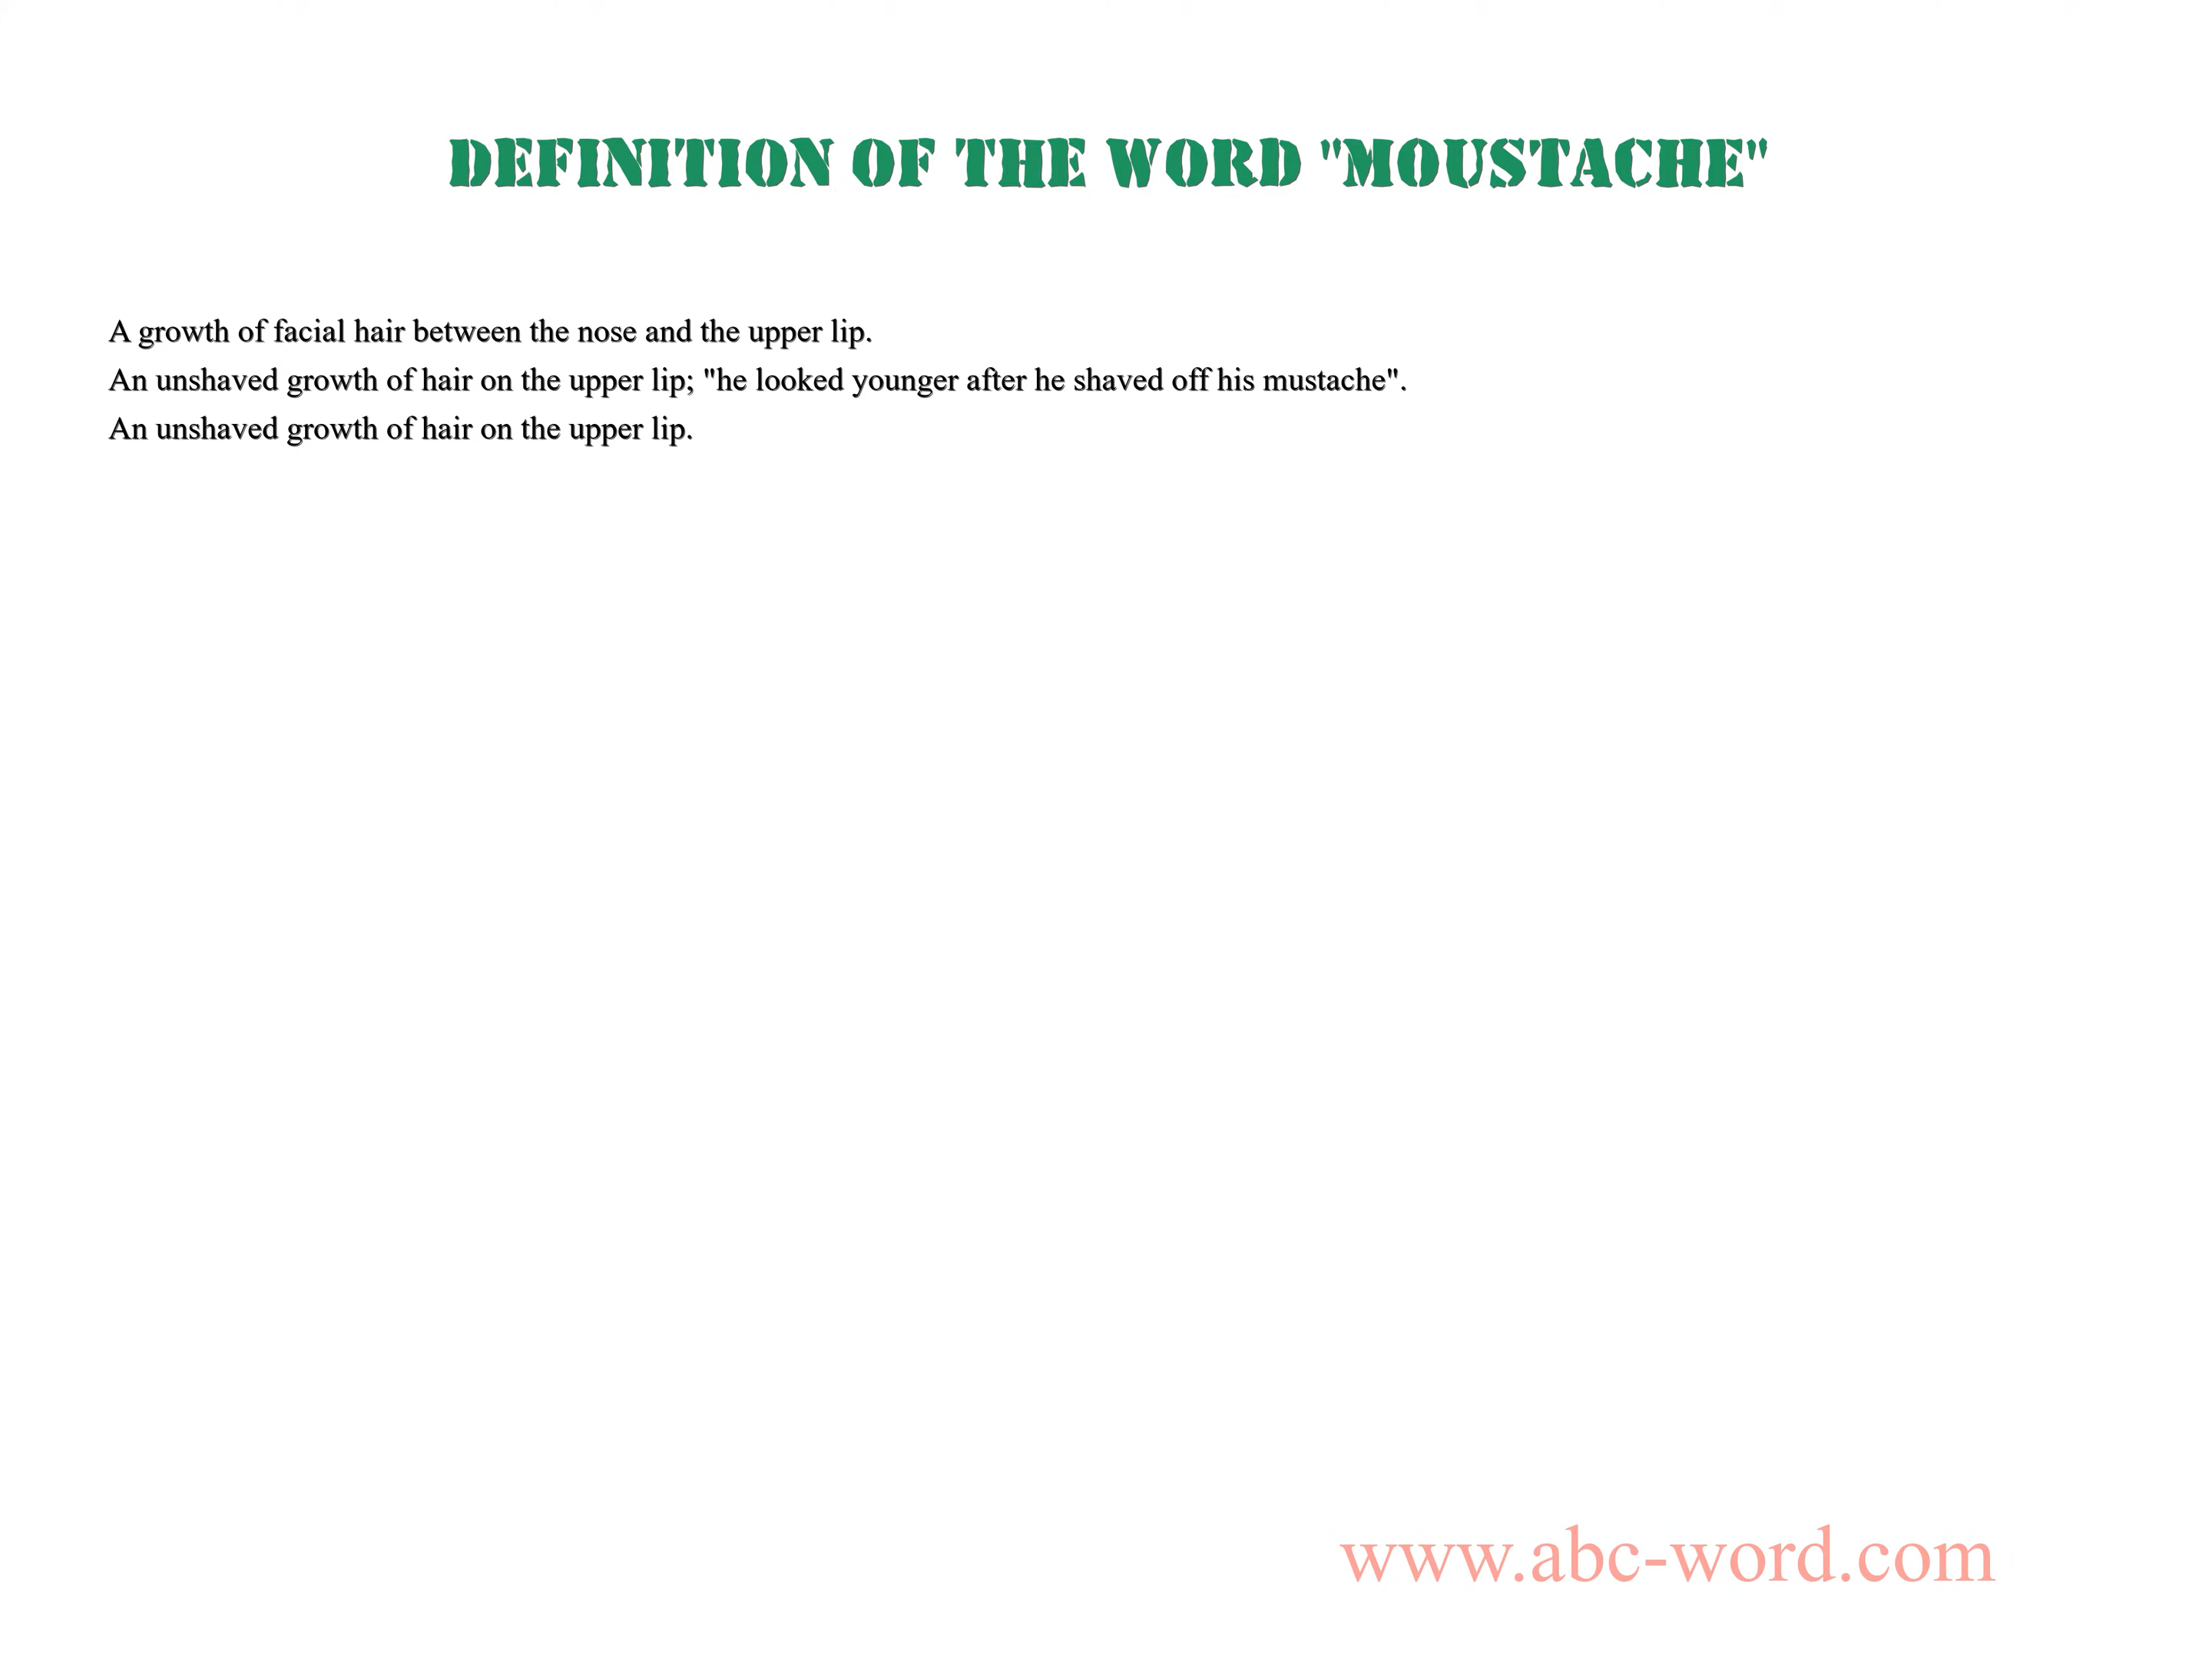 DEFINITION OF THE WORD "MOUSTACHE"
A growth of facial hair between the nose and the upper lip.
An unshaved growth of hair on the upper lip; "he looked younger after he shaved off his mustache".
An unshaved growth of hair on the upper lip.
www.abc-word.com